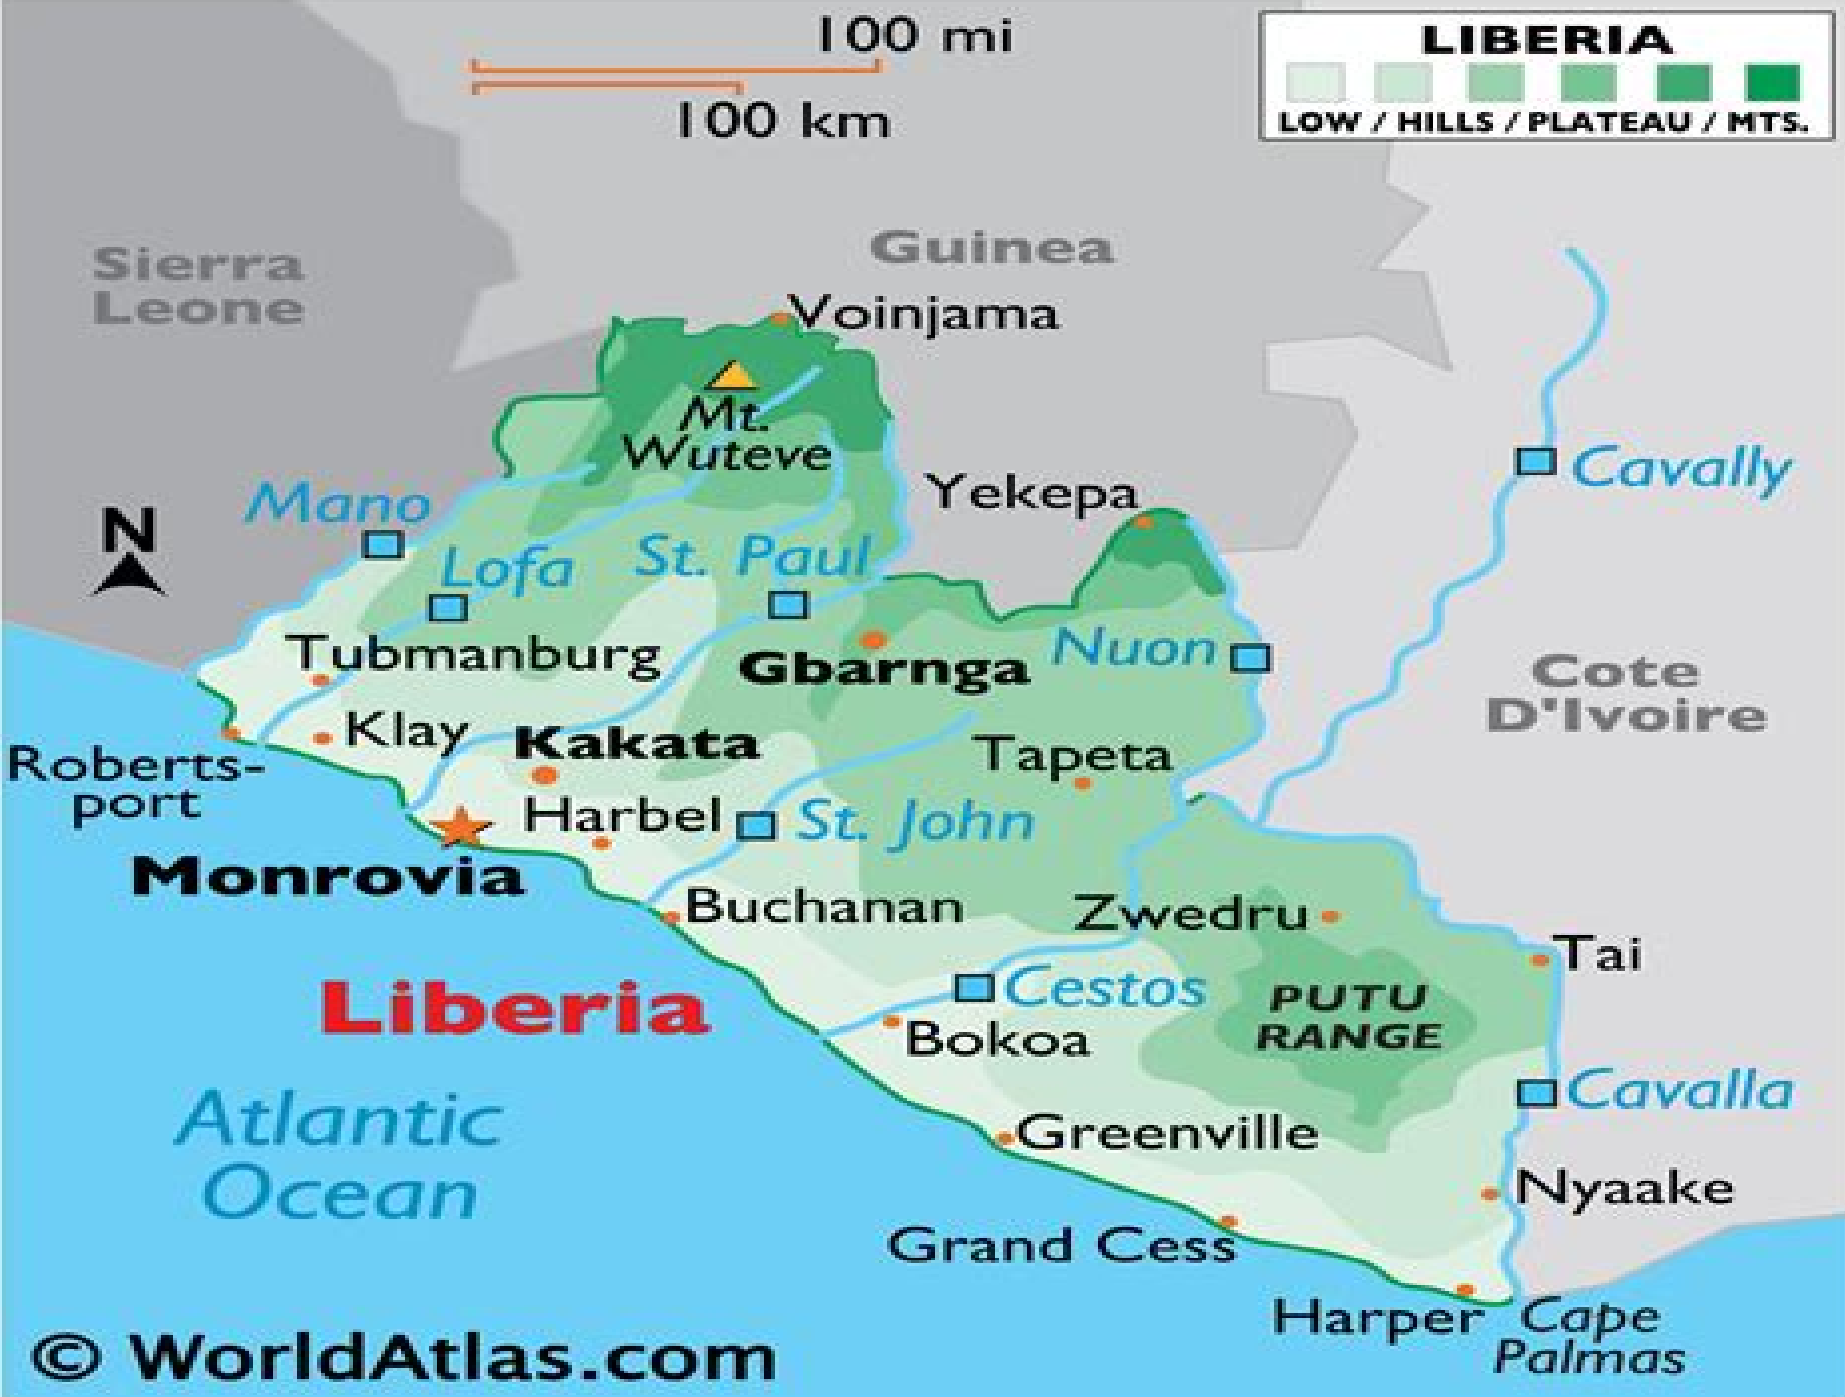 100 mi
100 km
LIBERIA
LOW / HILLS / PLATEAU / MTS.
Sierra
Leone
Guinea
Voinjama
Mt.
Wuteve
Yekepa
Cavally
Mano
N
Lofa
St. Paul
Tubmanburg
Gbarnga
Nuon
Cote
D'Ivoire
Klay
Kakata
Tapeta
Roberts-
port
Harbel
St. John
Monrovia
Buchanan
Zwedru
Tai
Liberia
Cestos
PUTU
RANGE
Bokoa
Cavalla
Atlantic
Ocean
Greenville
Nyaake
Grand Cess
Harper
Cape
Palmas
© WorldAtlas.com